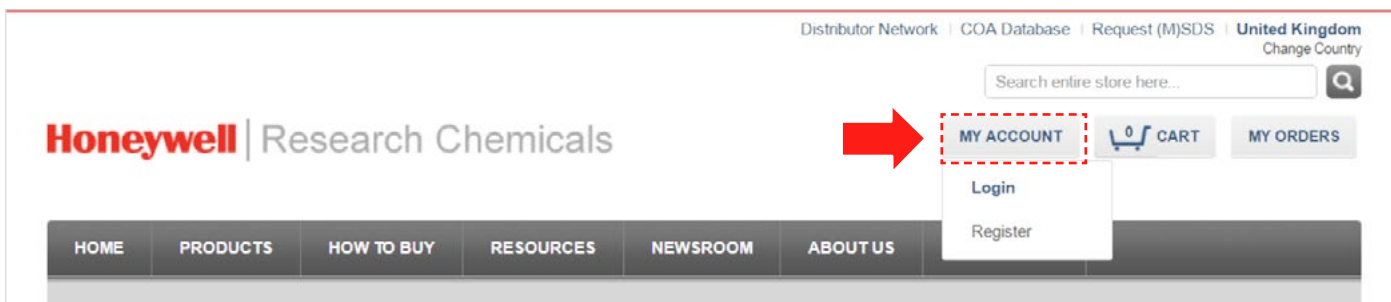 Distributor Network | COA Database | Request (M)SDS | United Kingdom
Change Country
Search entire store here...
Honeywell | Research Chemicals
MY ACCOUNT 0 CART MY ORDERS
Login
Register
HOME PRODUCTS HOW TO BUY RESOURCES NEWSROOM ABOUT US